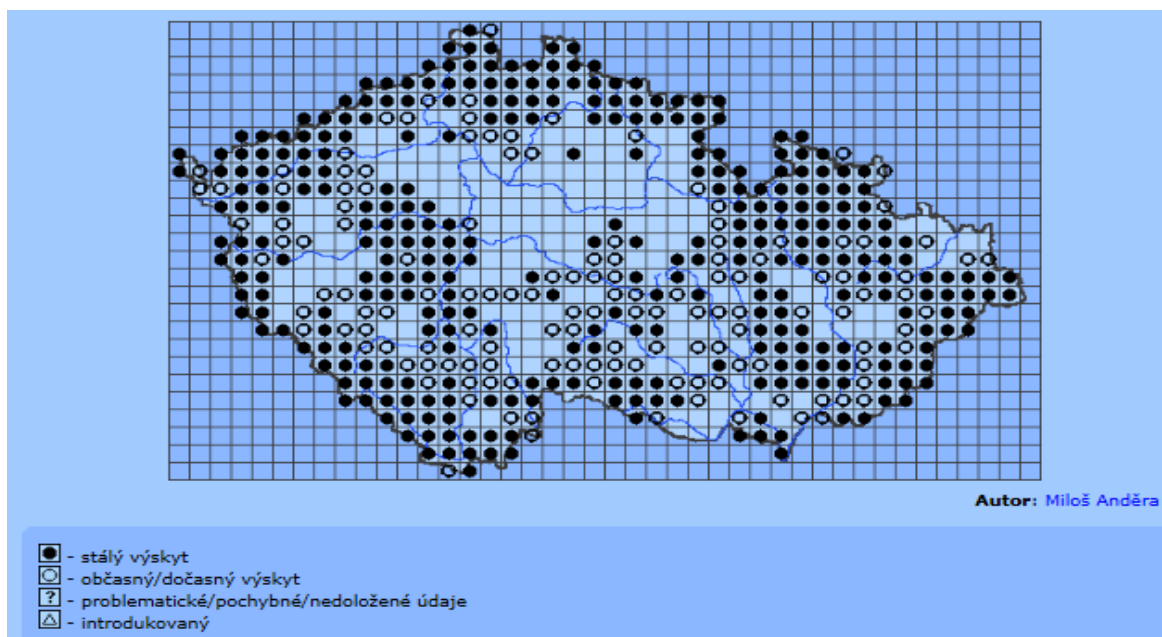 Autor: Miloš Anděra
- stálý výskyt
- občasný/dočasný výskyt
? - problematické/pochybné/nedoložené údaje
- introdukovaný